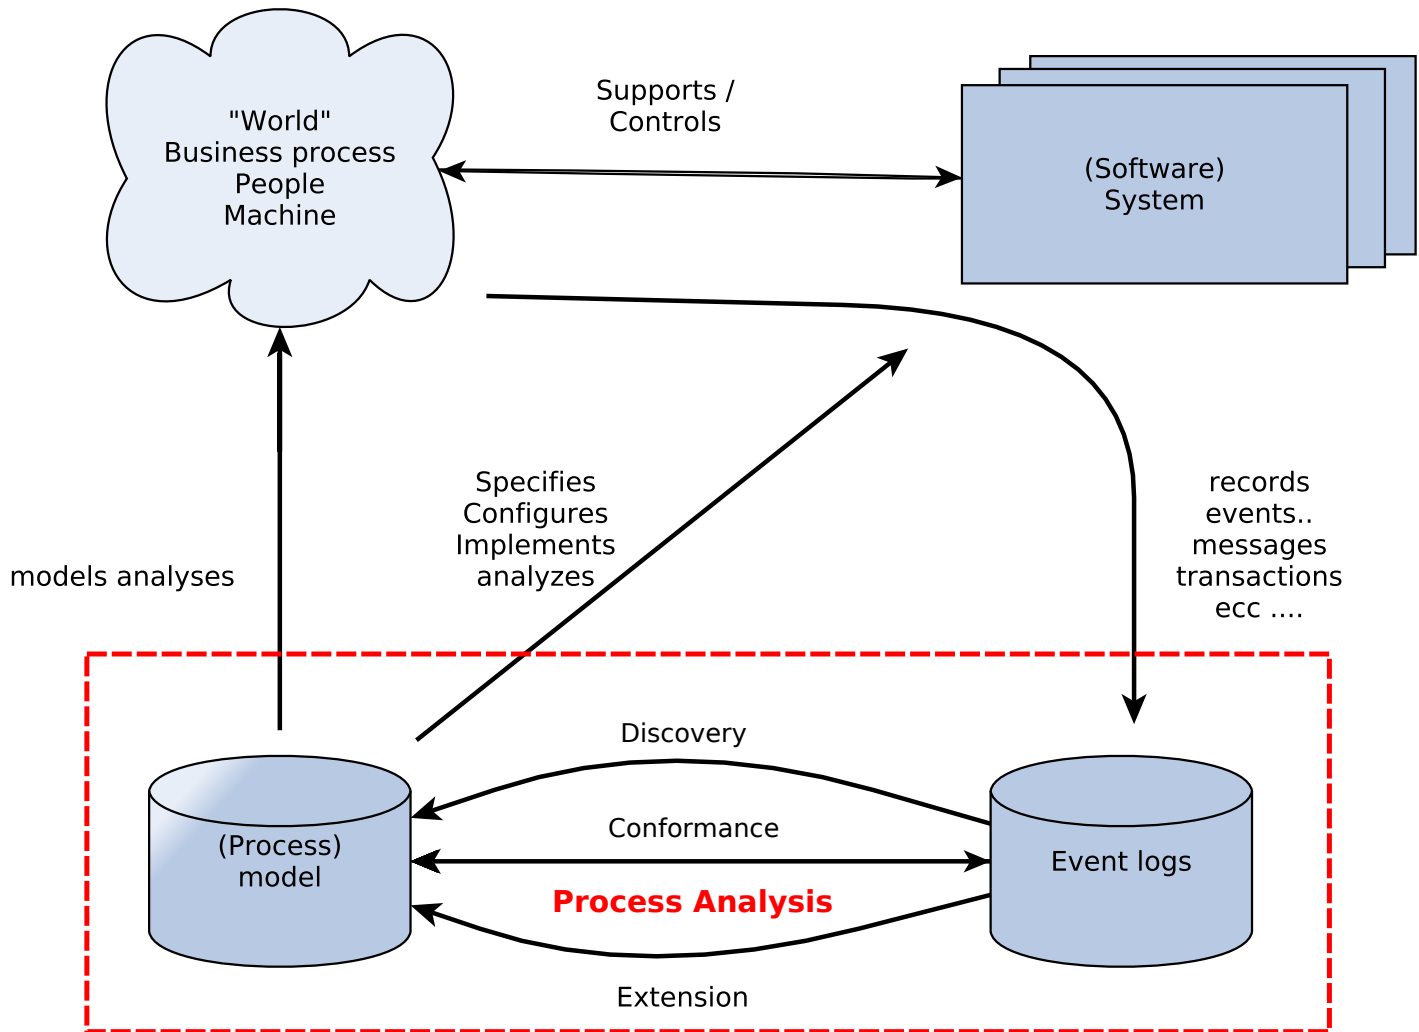 "World"
Business process
People
Machine
Supports /
Controls
(Software)
System
models analyses
Specifies
Configures
Implements
analyzes
records
events..
messages
transactions
ecc ....
Discovery
Conformance
Process Analysis
Extension
(Process)
model
Event logs